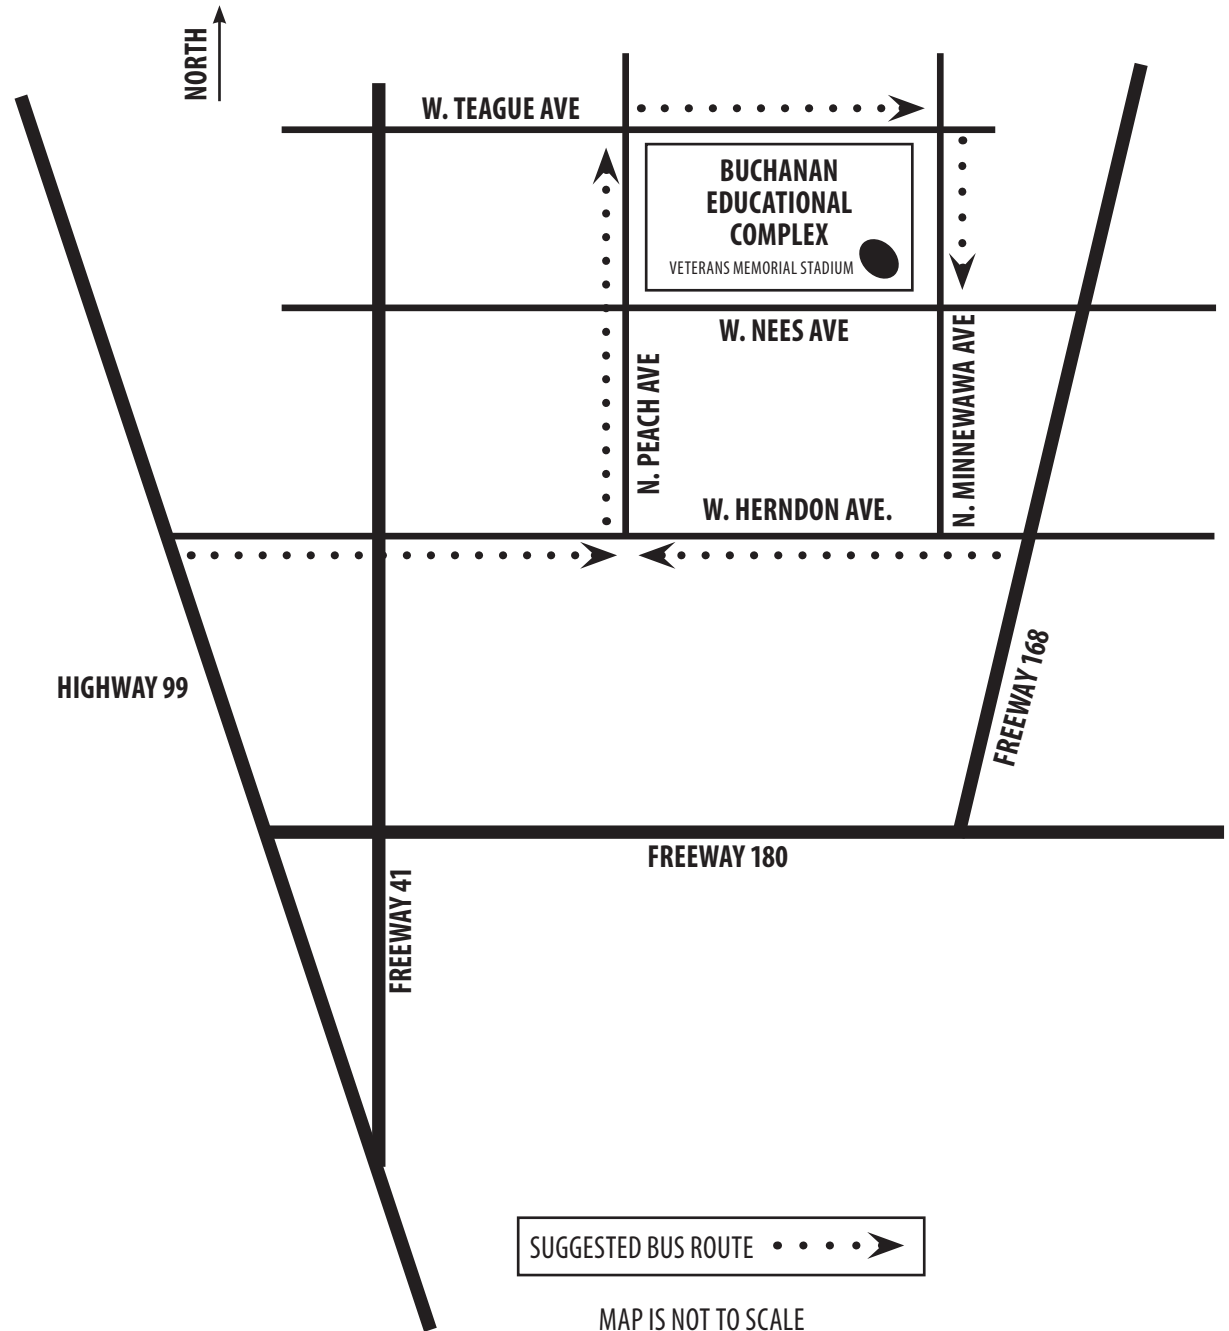 NORTH
W. TEAGUE AVE
BUCHANAN
EDUCATIONAL
COMPLEX
VETERANS MEMORIAL STADIUM
W. NEES AVE
N. PEACH AVE
N. MINNEWAWA AVE
W. HERNDON AVE.
HIGHWAY 99
FREEWAY 168
FREEWAY 180
FREEWAY 41
SUGGESTED BUS ROUTE
MAP IS NOT TO SCALE